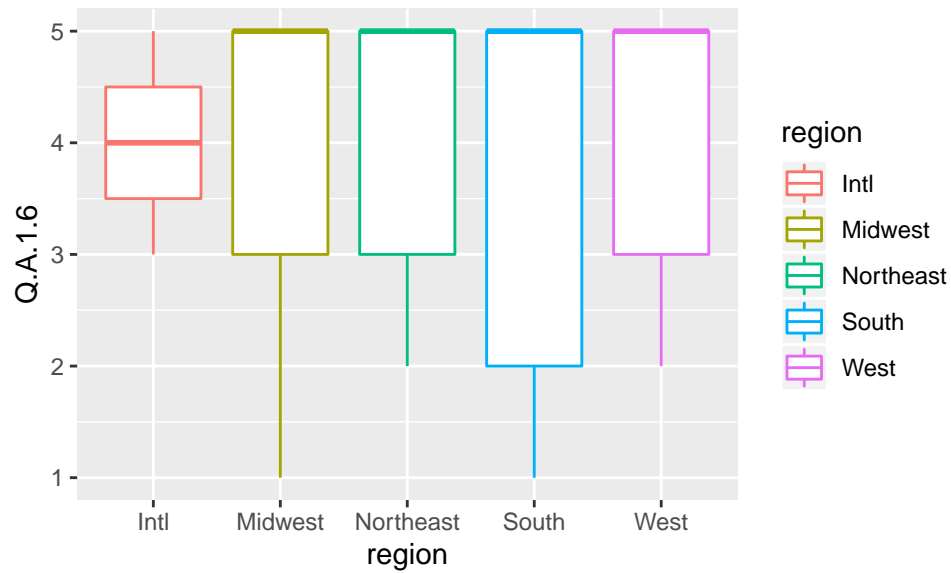 5
4
3
2
1
Q.A.1.6
Intl
Midwest
Northeast
South
West
region
region
Intl
Midwest
Northeast
South
West